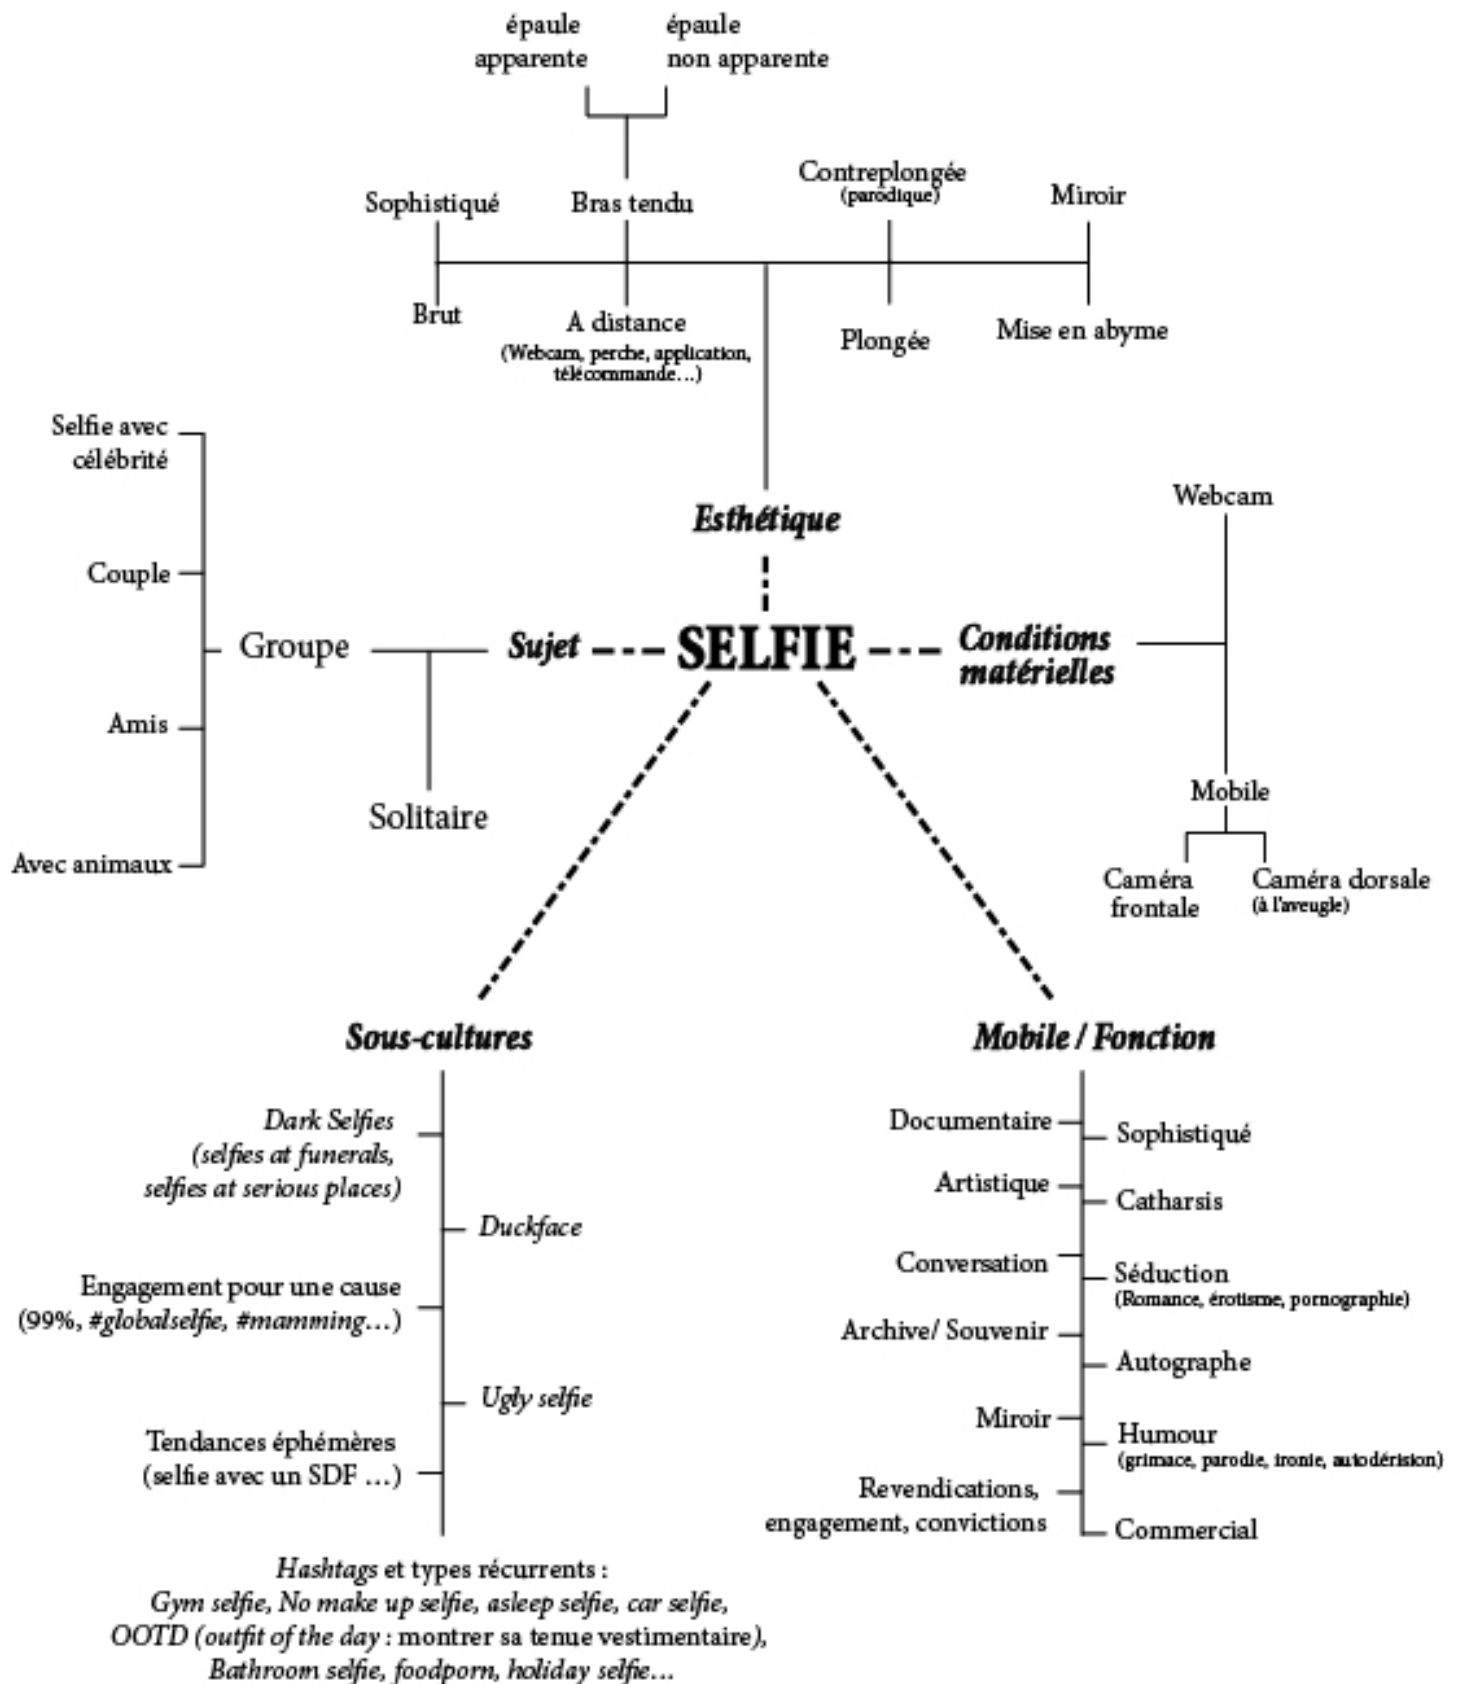 épaule
apparente
épaule
non apparente
Sophistiqué
Bras tendu
Contreplongée
(parodique)
Miroir
Brut
A distance
(Webcam, perche, application,
télécommande…)
Plongée
Mise en abyme
Selfie avec
célébrité
Couple
Groupe
Amis
Avec animaux
Solitaire
Sujet
Esthétique
SELFIE
Conditions
matérielles
Webcam
Mobile
Caméra
frontale
Caméra dorsale
(à l'aveugle)
Sous-cultures
Dark Selfies
(selfies at funerals,
selfies at serious places)
Duckface
Engagement pour une cause
(99%, #globalselfie, #mamming…)
Ugly selfie
Tendances éphémères
(selfie avec un SDF …)
Hashtags et types récurrents :
Gym selfie, No make up selfie, asleep selfie, car selfie,
OOTD (outfit of the day : montrer sa tenue vestimentaire),
Bathroom selfie, foodporn, holiday selfie…
Mobile / Fonction
Documentaire
Sophistiqué
Artistique
Catharsis
Conversation
Séduction
(Romance, érotisme, pornographie)
Archive/ Souvenir
Autographe
Miroir
Humour
(grimace, parodie, ironie, autodérision)
Revendications,
engagement, convictions
Commercial